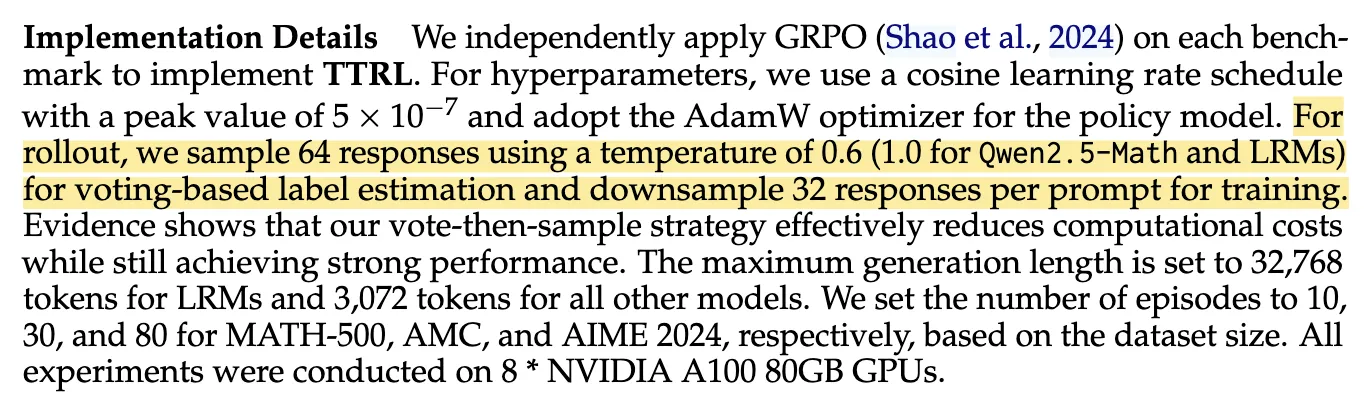 Implementation Details We independently apply GRPO (Shao et al., 2024) on each bench-
mark to implement TTRL. For hyperparameters, we use a cosine learning rate schedule
with a peak value of 5 × 10⁻⁷ and adopt the AdamW optimizer for the policy model. For
rollout, we sample 64 responses using a temperature of 0.6 (1.0 for Qwen2.5-Math and LRMs)
for voting-based label estimation and downsample 32 responses per prompt for training.
Evidence shows that our vote-then-sample strategy effectively reduces computational costs
while still achieving strong performance. The maximum generation length is set to 32,768
tokens for LRMs and 3,072 tokens for all other models. We set the number of episodes to 10,
30, and 80 for MATH-500, AMC, and AIME 2024, respectively, based on the dataset size. All
experiments were conducted on 8 * NVIDIA A100 80GB GPUs.